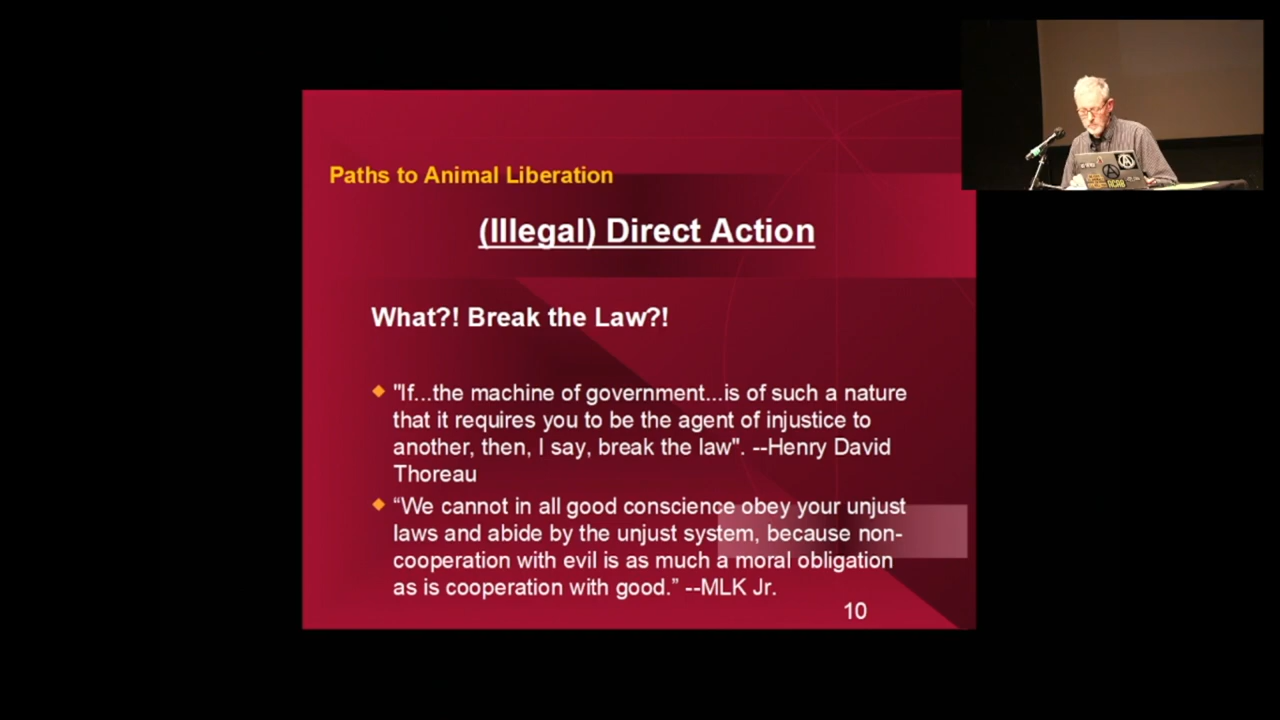 Paths to Animal Liberation
(Illegal) Direct Action
What?! Break the Law?!
"If...the machine of government...is of such a nature
that it requires you to be the agent of injustice to
another, then, I say, break the law". --Henry David
Thoreau
“We cannot in all good conscience obey your unjust
laws and abide by the unjust system, because non-
cooperation with evil is as much a moral obligation
as is cooperation with good.” --MLK Jr.
10
ACAB